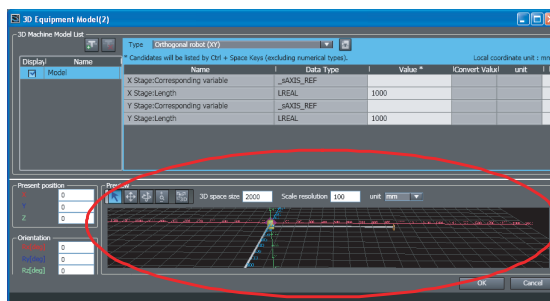 3D Equipment Model(2)
3D Machine Model List
Type Orthogonal robot (XY)
* Candidates will be listed by Ctrl + Space Keys (excluding numerical types). Local coordinate unit : mm
Display Name
Model
Name Data Type Value * Convert Value unit
X Stage:Corresponding variable _sAXIS_REF
X Stage:Length LREAL 1000
Y Stage:Corresponding variable _sAXIS_REF
Y Stage:Length LREAL 1000
Present position
X 0
Y 0
Z 0
Orientation
Rx[deg] 0
Ry[deg] 0
Rz[deg] 0
Preview
3D space size 2000 Scale resolution 100 unit mm
OK Cancel